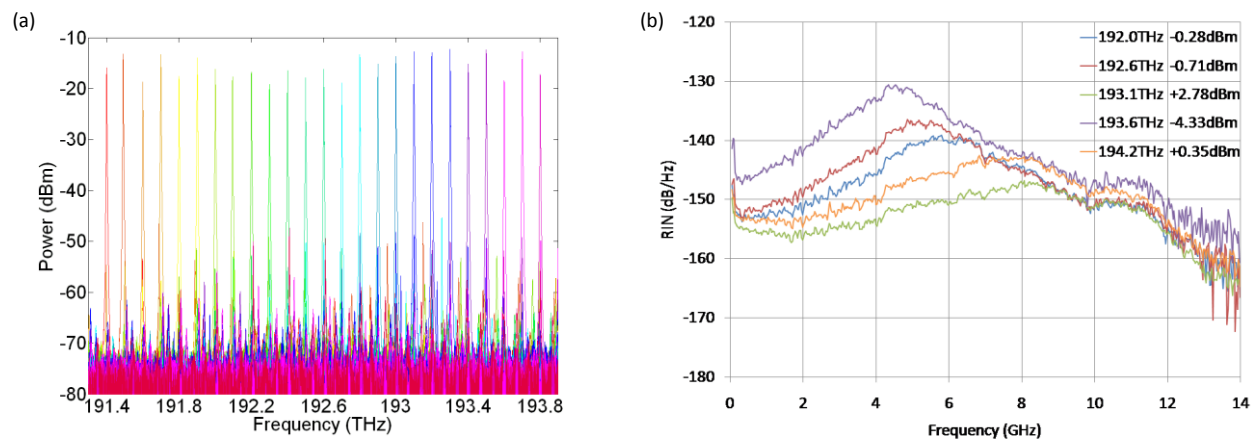 (a)
-10
-20
-30
-40
-50
-60
-70
-80
Power (dBm)
191.4 191.8 192.2 192.6 193 193.4 193.8
Frequency (THz)
(b)
-120
-130
-140
-150
-160
-170
-180
RIN (dB/Hz)
192.0THz -0.28dBm
192.6THz -0.71dBm
193.1THz +2.78dBm
193.6THz -4.33dBm
194.2THz +0.35dBm
0 2 4 6 8 10 12 14
Frequency (GHz)